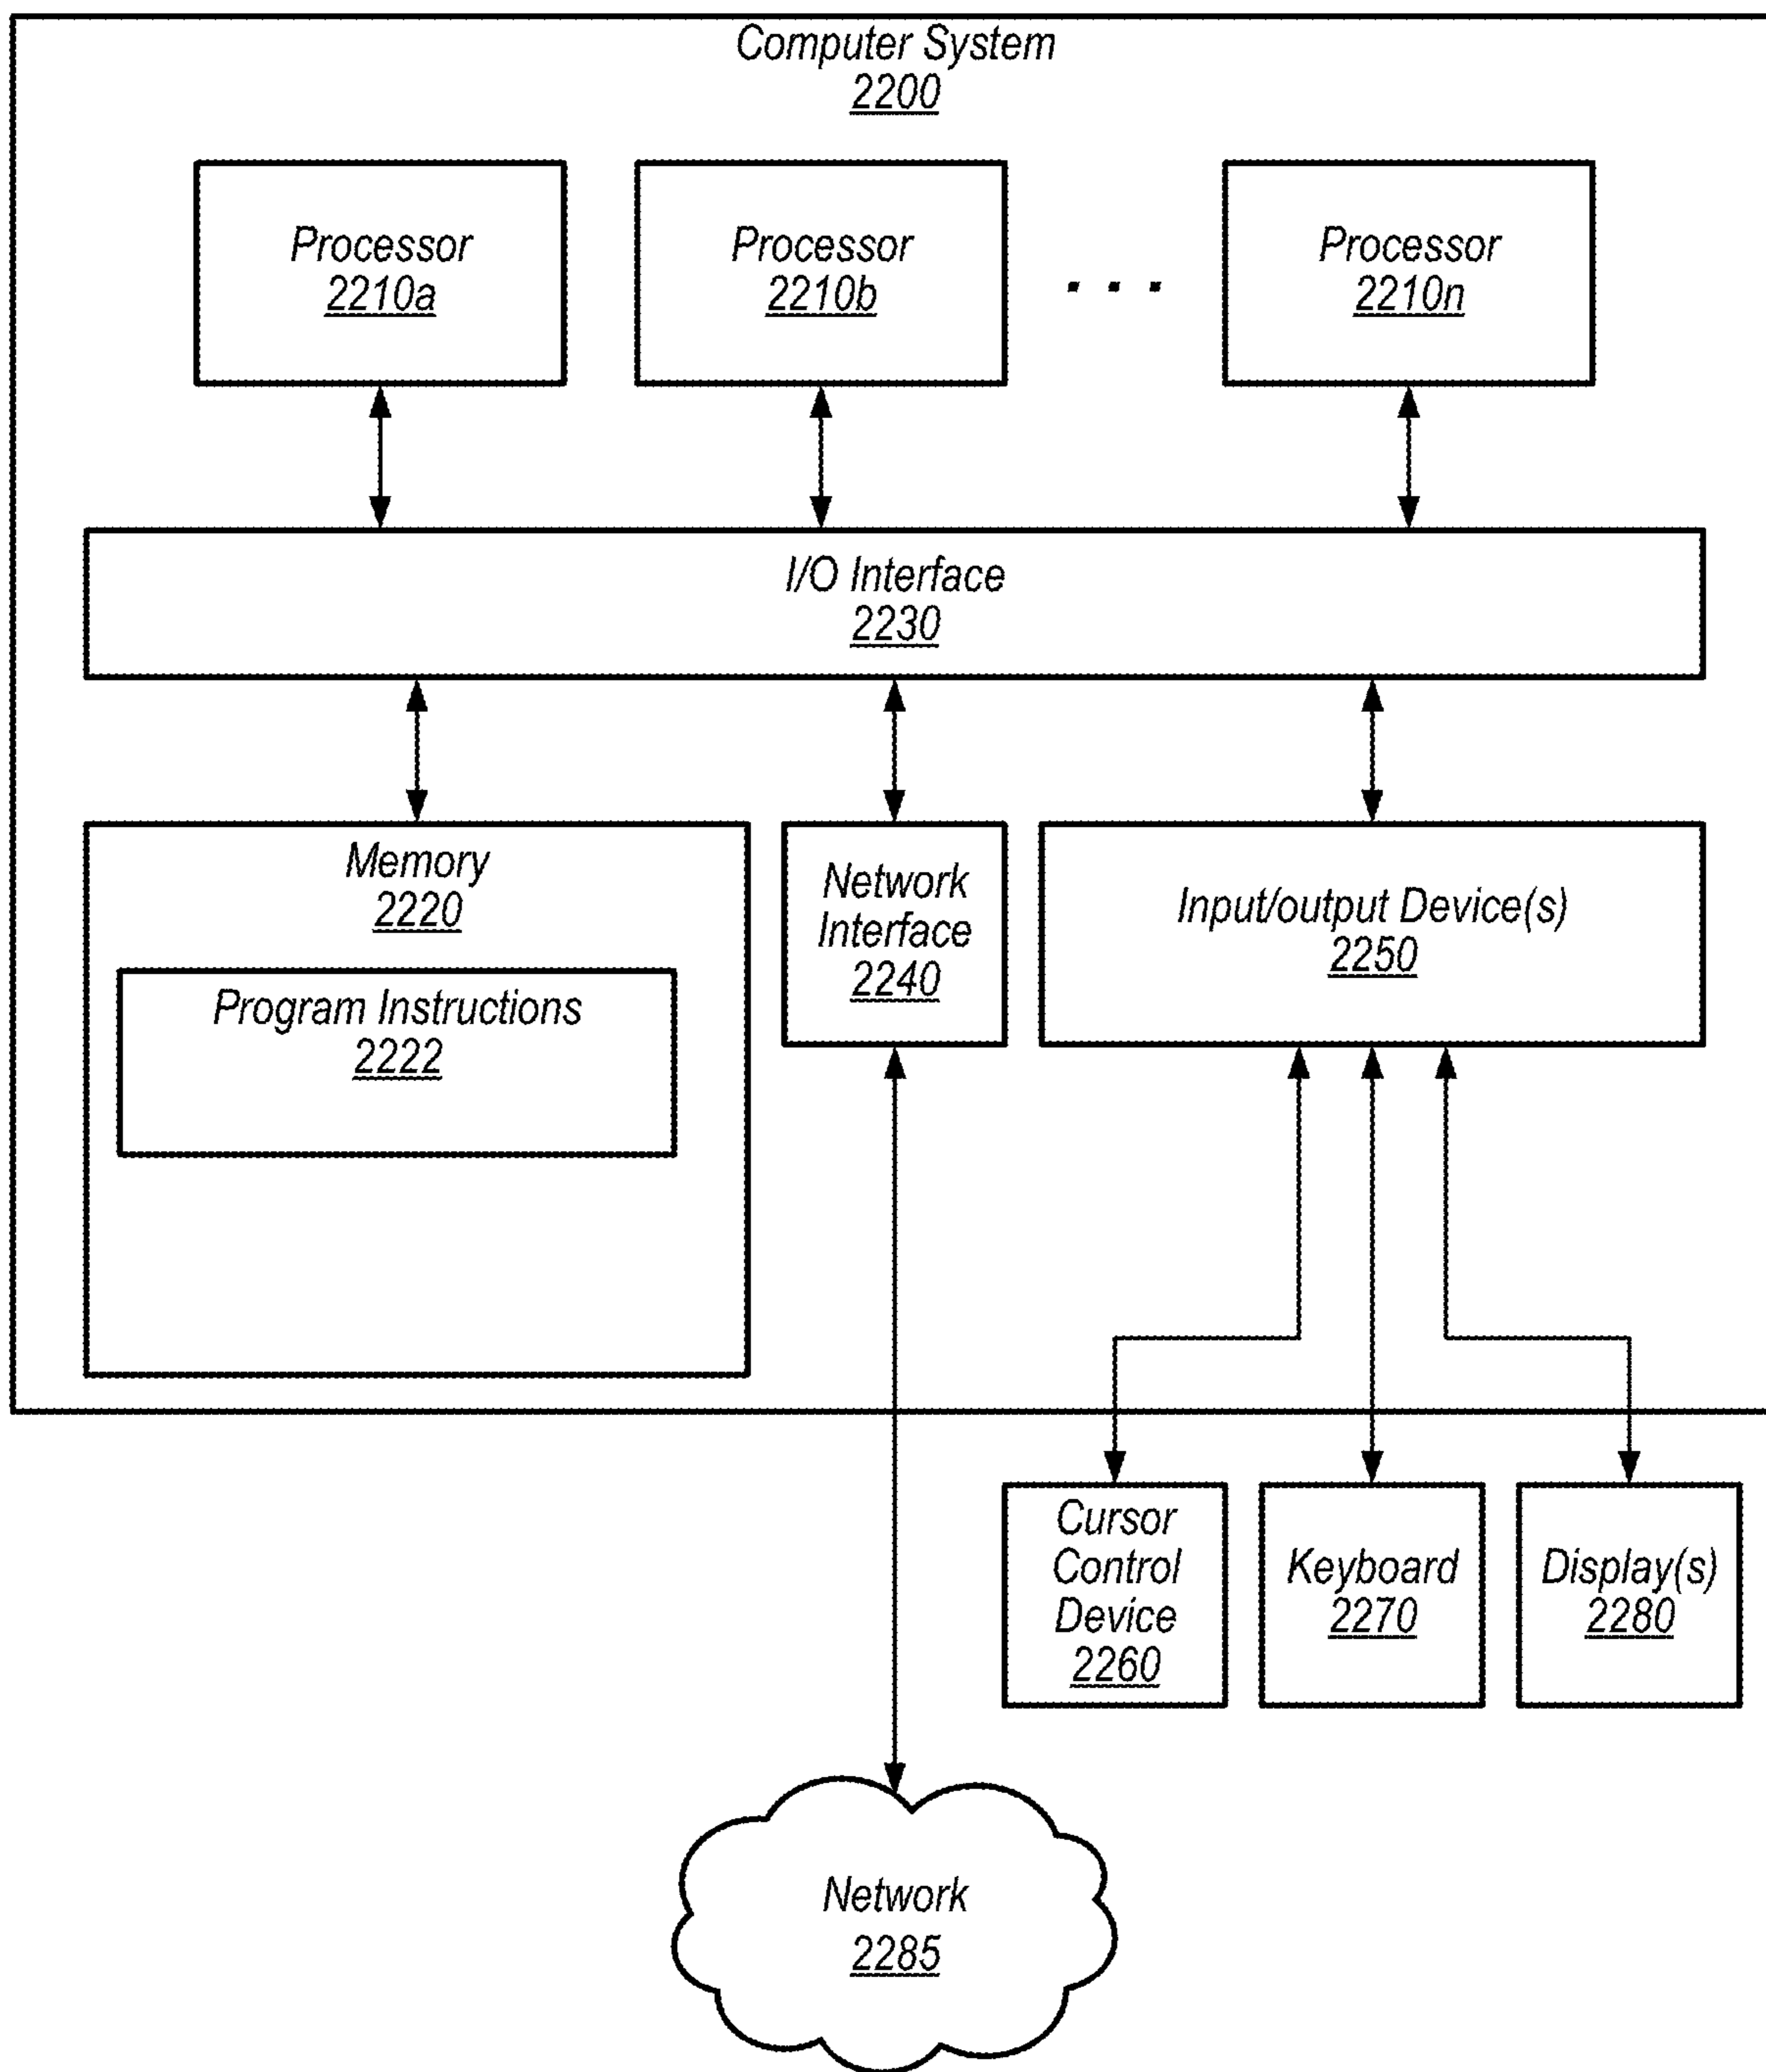 Computer System
2200
Processor
2210a
Processor
2210b
. . .
Processor
2210n
I/O Interface
2230
Memory
2220
Program Instructions
2222
Network
Interface
2240
Input/output Device(s)
2250
Cursor
Control
Device
2260
Keyboard
2270
Display(s)
2280
Network
2285